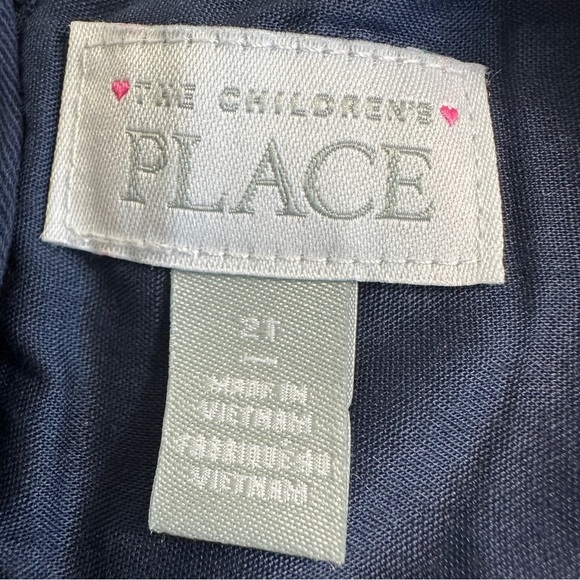 THE CHILDREN'S
PLACE
2T
MADE IN
VIETNAM
FABRIQUÉ AU
VIETNAM